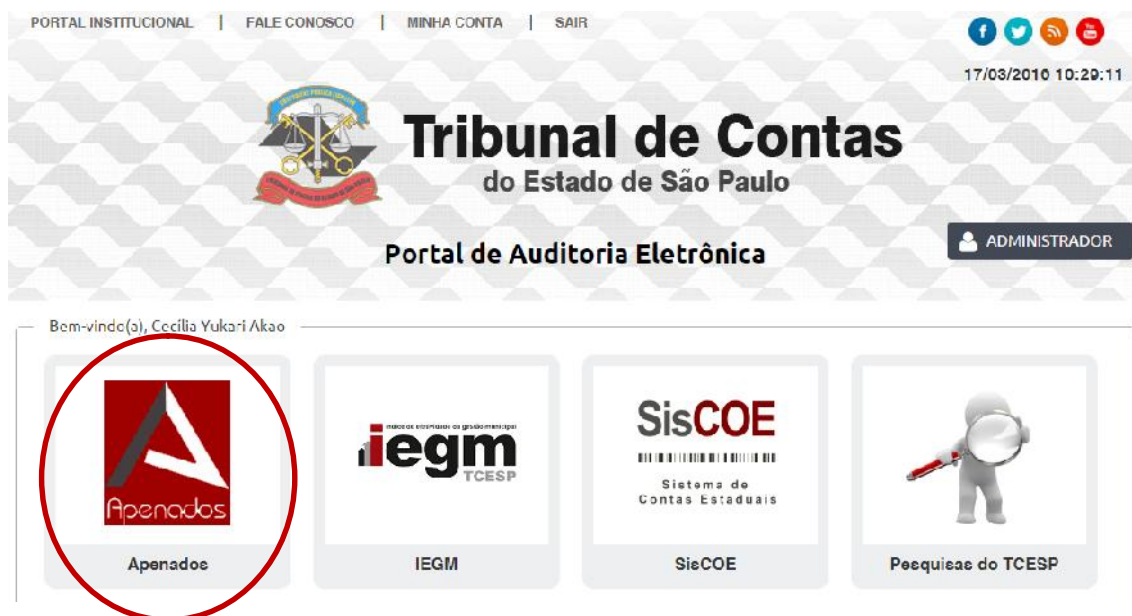 PORTAL INSTITUCIONAL | FALE CONOSCO | MINHA CONTA | SAIR
17/03/2016 10:29:11
Tribunal de Contas
do Estado de São Paulo
Portal de Auditoria Eletrônica
ADMINISTRADOR
Bem-vindo(a), Cecília Yukari Akao
Apenados
iegm
TCESP
SisCOE
Sistema de
Contas Estaduais
Apenados
IEGM
SisCOE
Pesquisas do TCESP